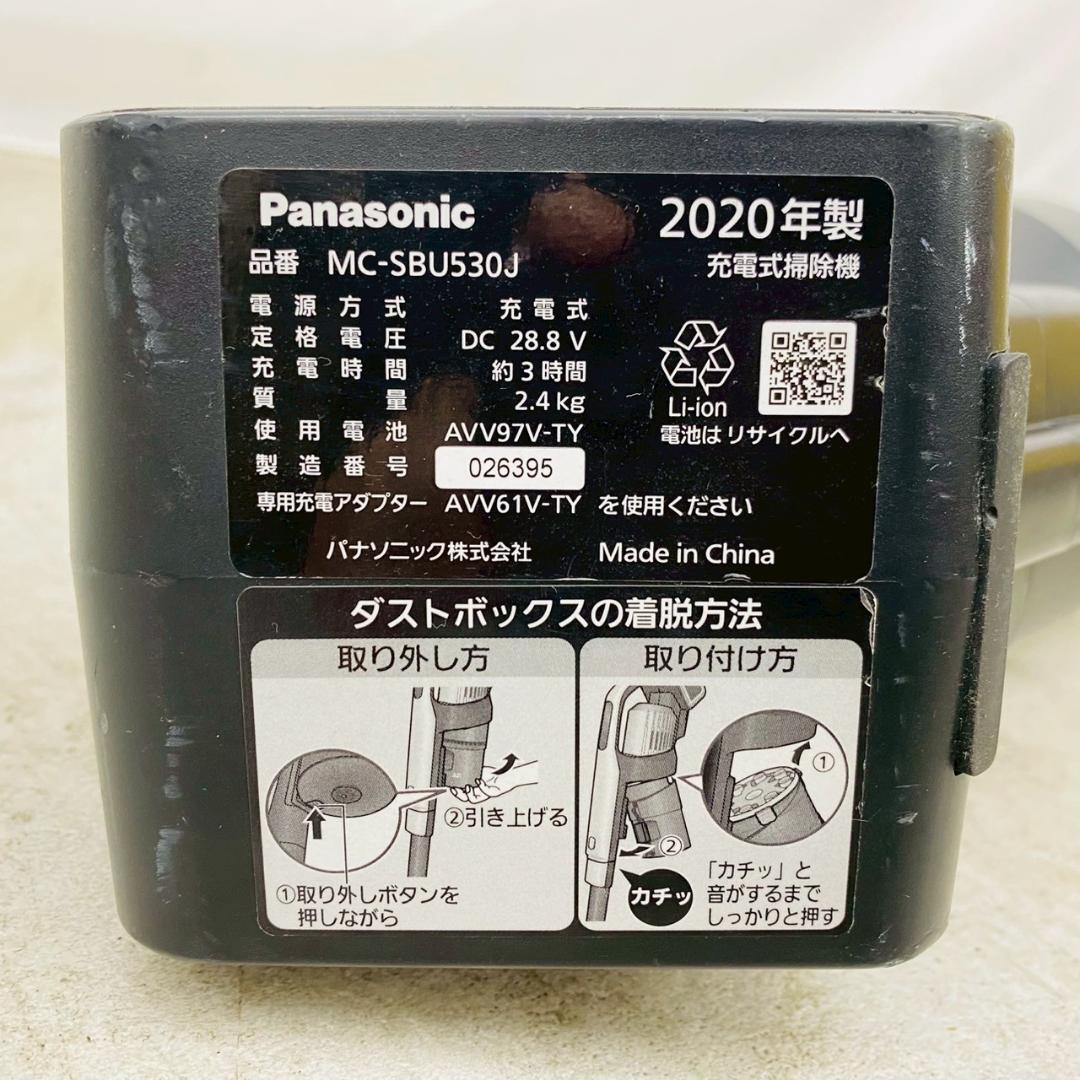 Panasonic
2020年製
品番 MC-SBU530J
充電式掃除機
電源方式 充電式
定格電圧 DC 28.8 V
充電時間 約3時間
質量 2.4kg
使用電池 AVV97V-TY
製造番号 026395
専用充電アダプター AVV61V-TY を使用ください
Li-ion
電池はリサイクルへ
パナソニック株式会社 Made in China
ダストボックスの着脱方法
取り外し方
②引き上げる
①取り外しボタンを
押しながら
取り付け方
①
②
カチッ
「カチッ」と
音がするまで
しっかりと押す